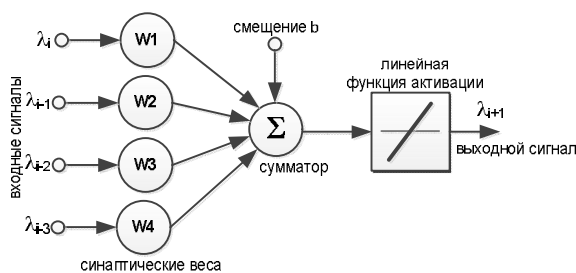 смещение b
линейная
функция активации
входные сигналы
λi
W1
λi-1
W2
λi-2
W3
λi-3
W4
Σ
сумматор
λi+1
выходной сигнал
синаптические веса